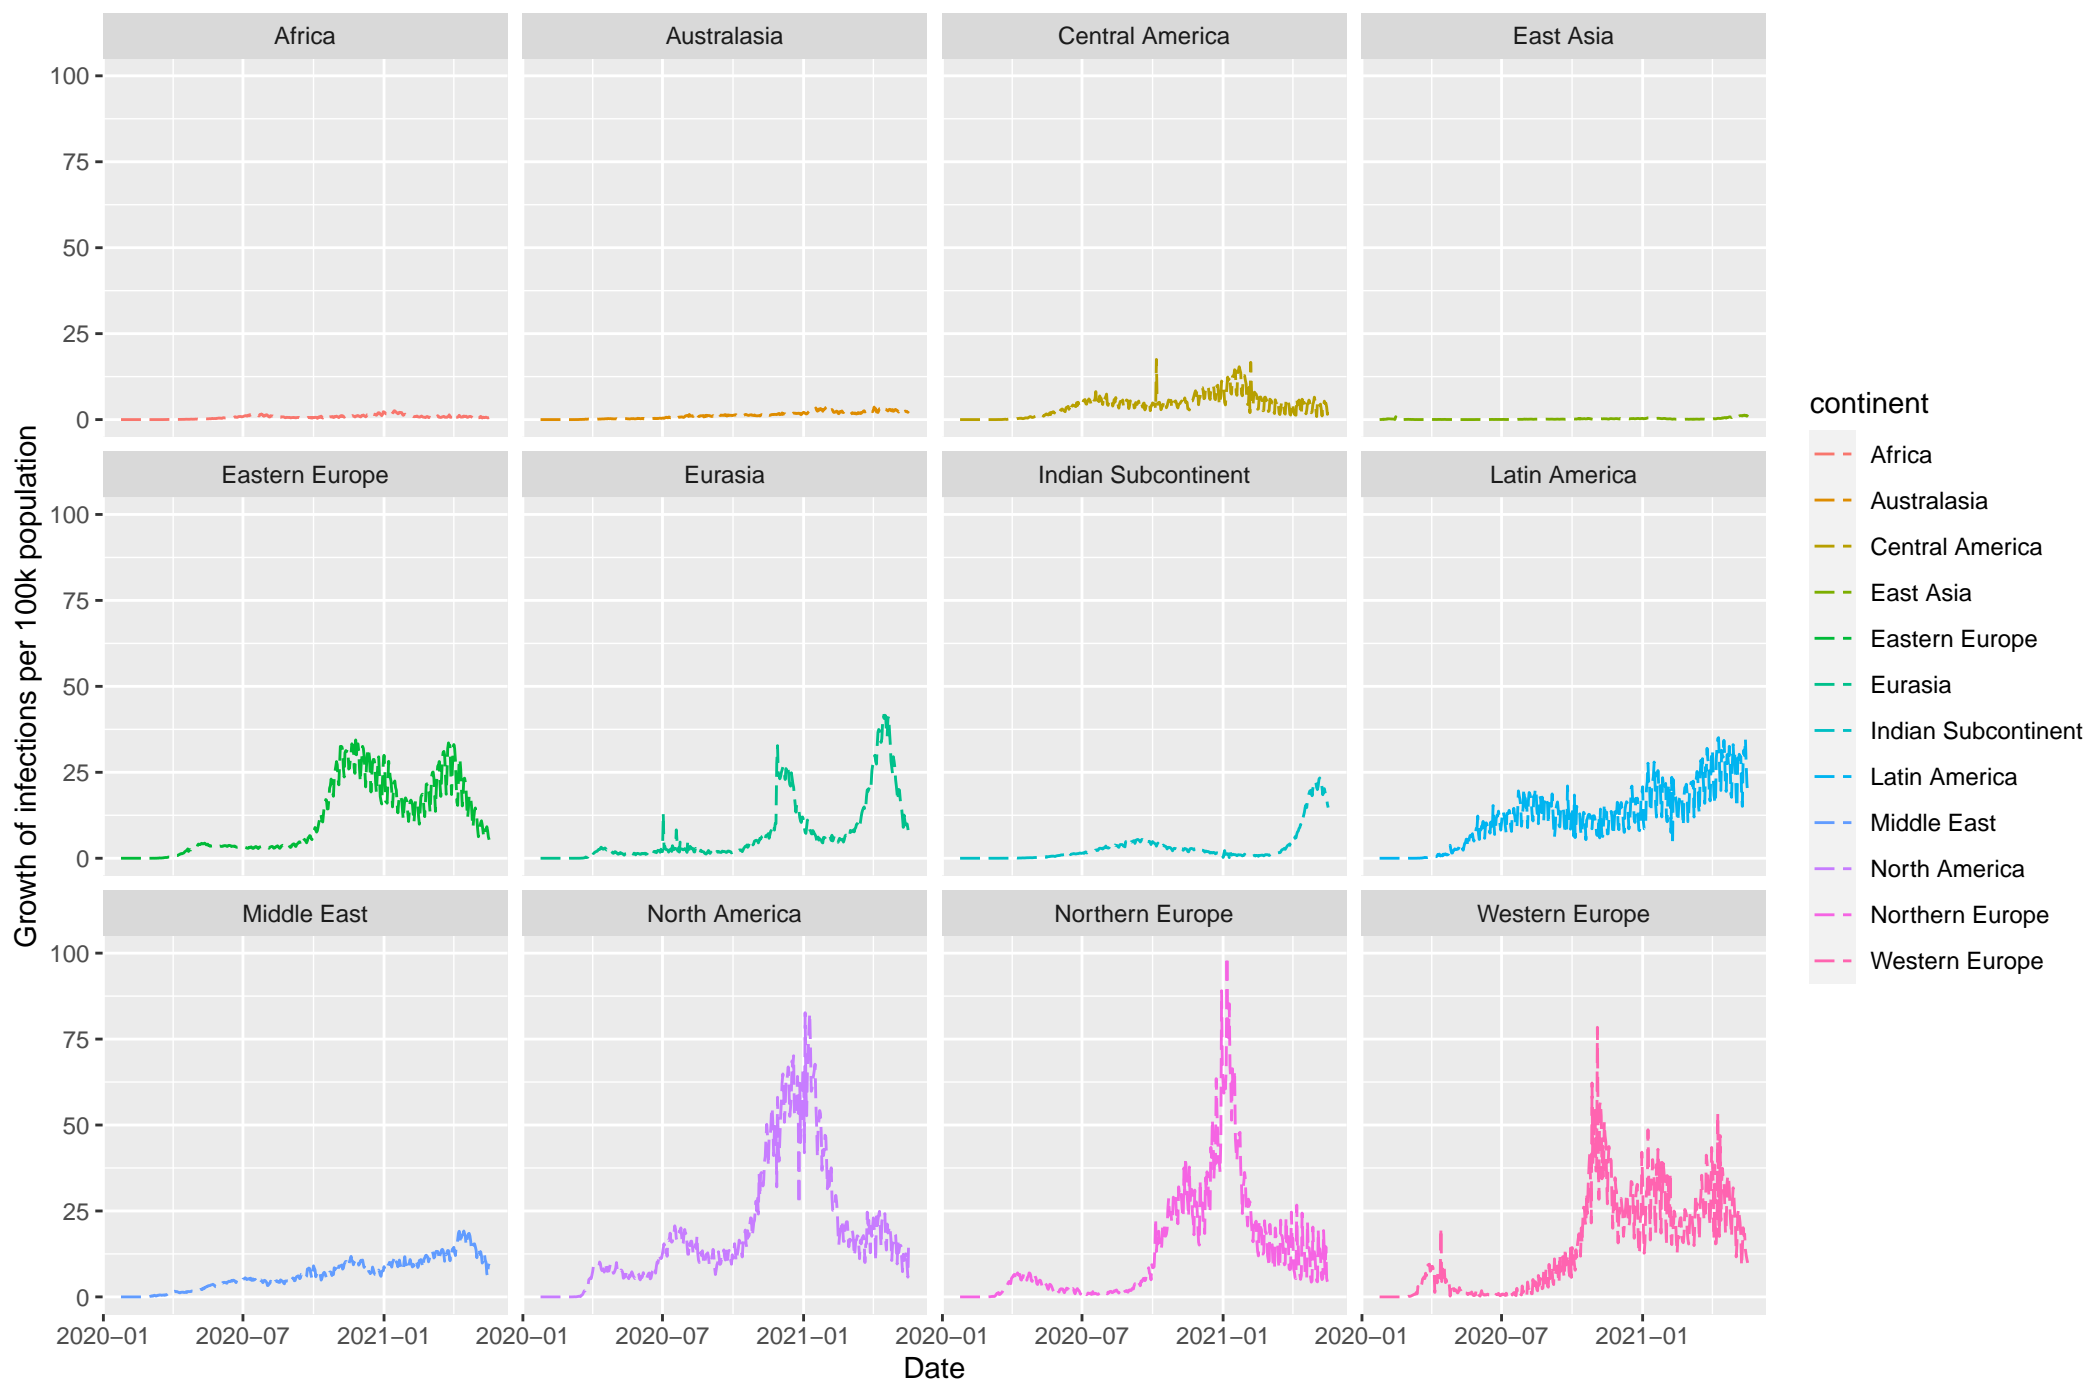 Africa Australasia Central America East Asia
100
75
50
25
0
Eastern Europe Eurasia Indian Subcontinent Latin America
100
75
50
25
0
Middle East North America Northern Europe Western Europe
100
75
50
25
0
2020−01 2020−07 2021−01 2020−01 2020−07 2021−01 2020−01 2020−07 2021−01 2020−01 2020−07 2021−01
Date
Growth of infections per 100k population
continent
Africa
Australasia
Central America
East Asia
Eastern Europe
Eurasia
Indian Subcontinent
Latin America
Middle East
North America
Northern Europe
Western Europe